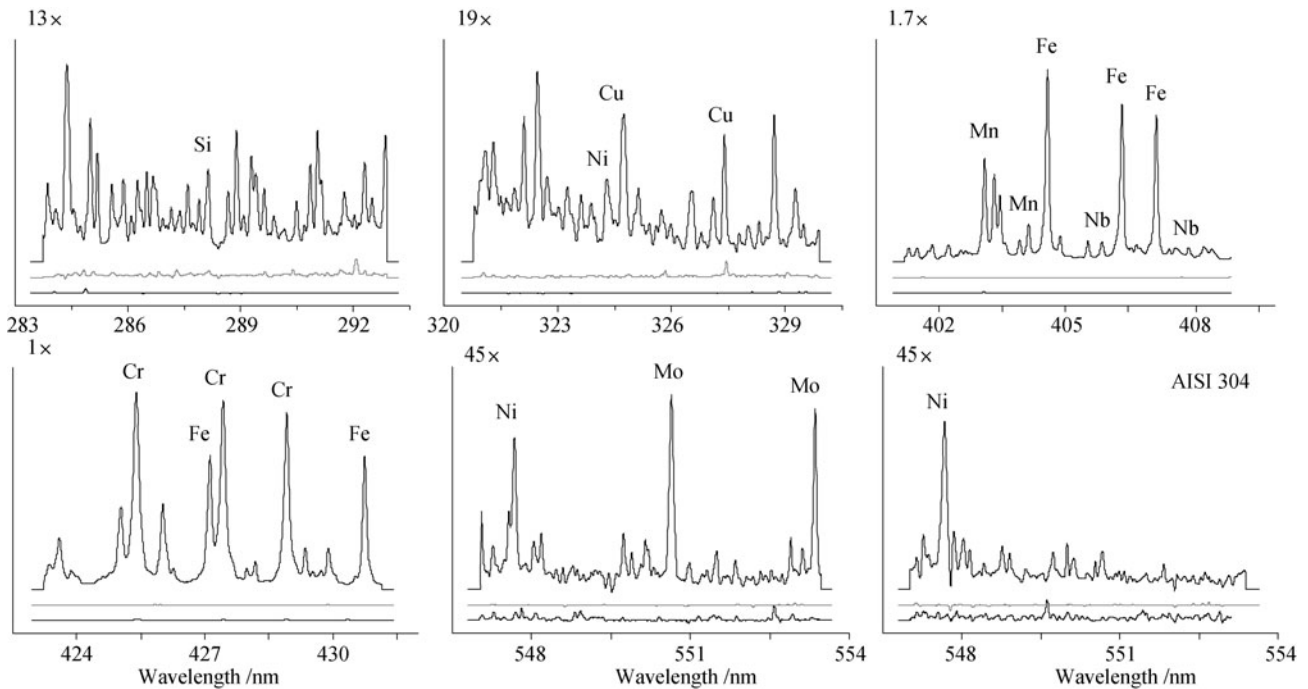 13×
19×
1.7×
Si
Cu
Cu
Ni
Fe
Fe
Fe
Mn
Mn
Nb
Nb
283 286 289 292
320 323 326 329
402 405 408
1×
45×
45×
AISI 304
Cr
Cr
Cr
Fe
Fe
Ni
Mo
Mo
Ni
424 427 430
548 551 554
548 551 554
Wavelength /nm
Wavelength /nm
Wavelength /nm